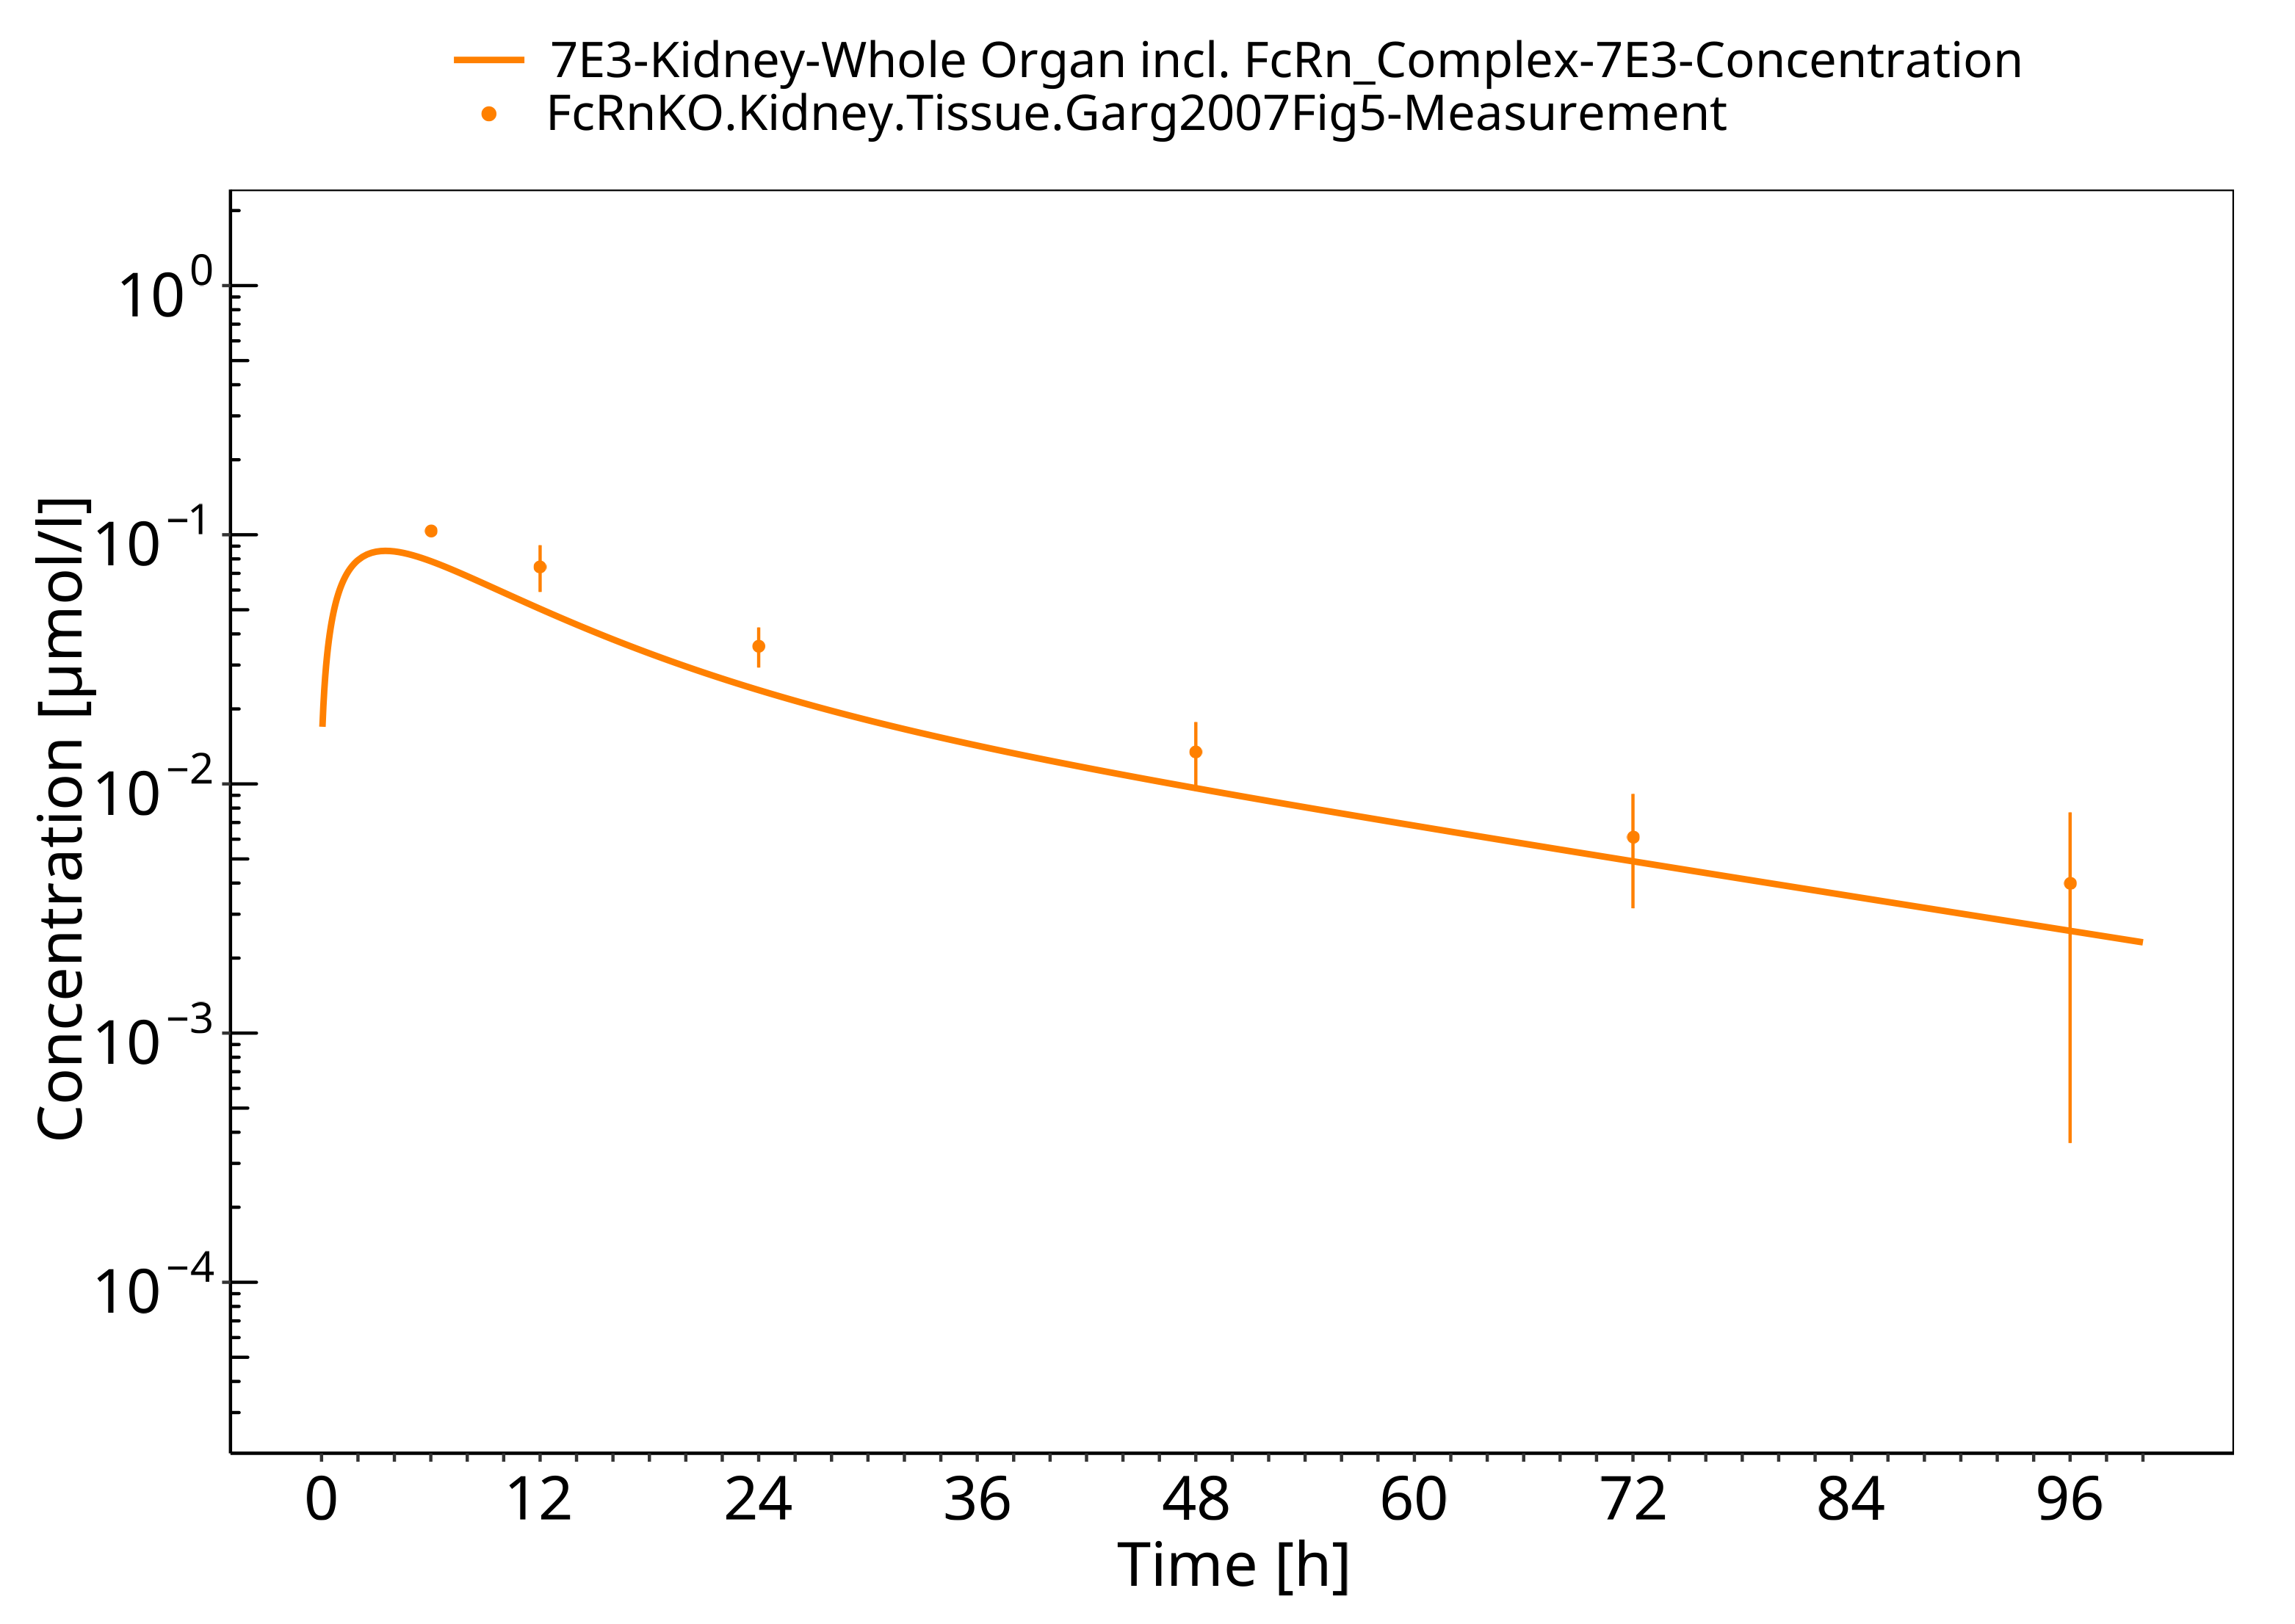 7E3-Kidney-Whole Organ incl. FcRn_Complex-7E3-Concentration
FcRnKO.Kidney.Tissue.Garg2007Fig5-Measurement
10^0
10^−1
10^−2
10^−3
10^−4
Concentration [µmol/l]
0 12 24 36 48 60 72 84 96
Time [h]